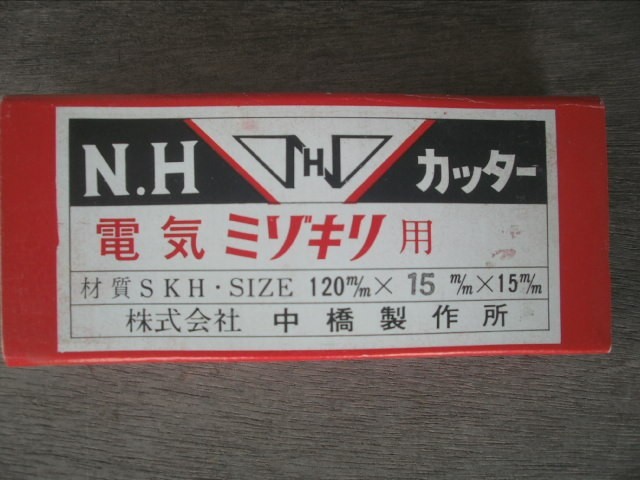 N.H NH カッター
電気ミゾキリ用
材質SKH・SIZE 120m/m×15 m/m×15m/m
株式会社 中橋製作所